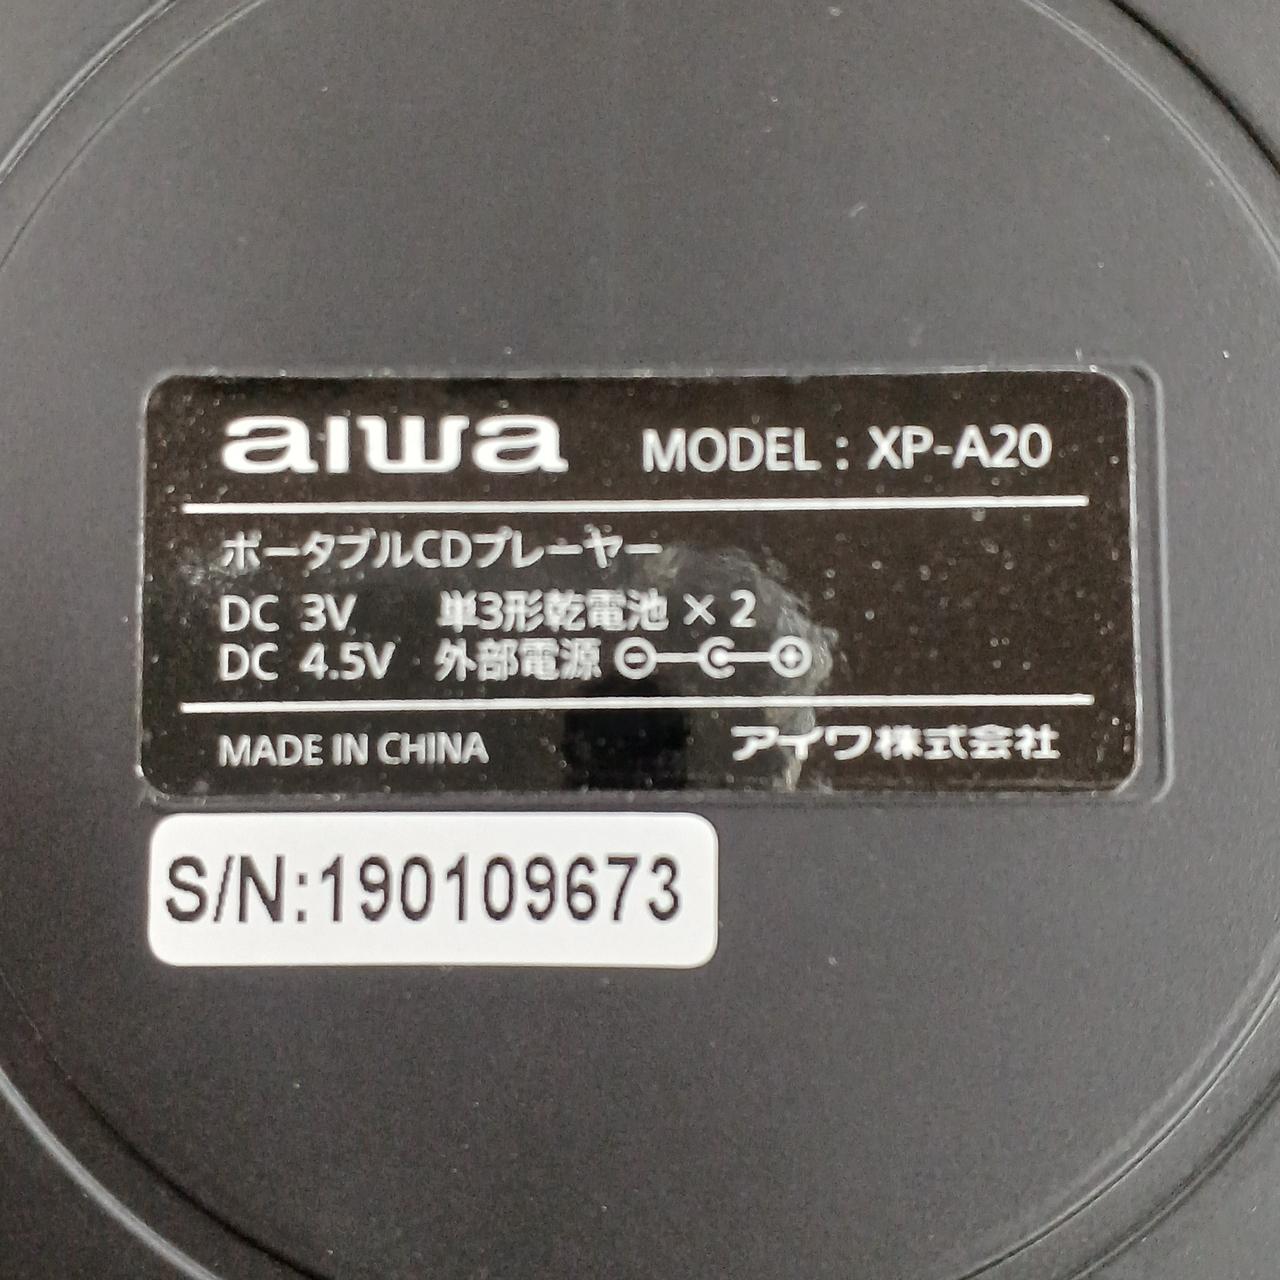 aiwa MODEL : XP-A20
ポータブルCDプレーヤー
DC 3V 単3形乾電池 × 2
DC 4.5V 外部電源
MADE IN CHINA アイワ株式会社
S/N:190109673